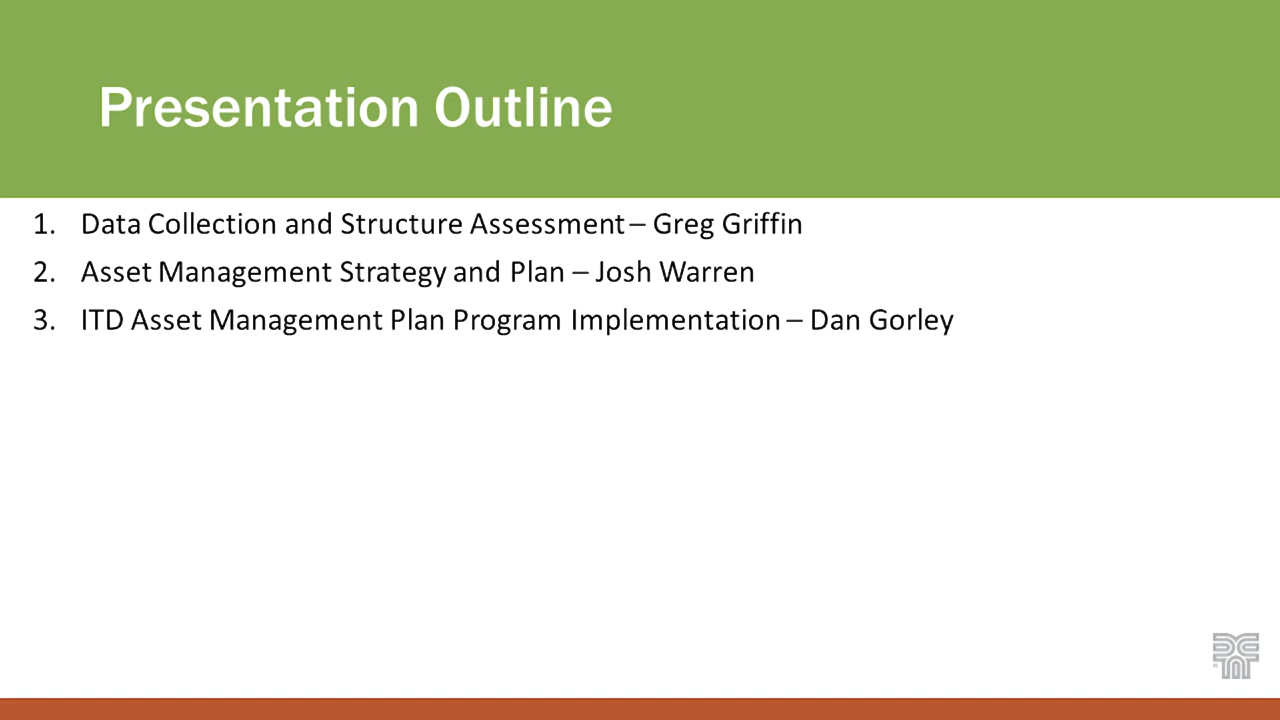 Presentation Outline
1. Data Collection and Structure Assessment – Greg Griffin
2. Asset Management Strategy and Plan – Josh Warren
3. ITD Asset Management Plan Program Implementation – Dan Gorley